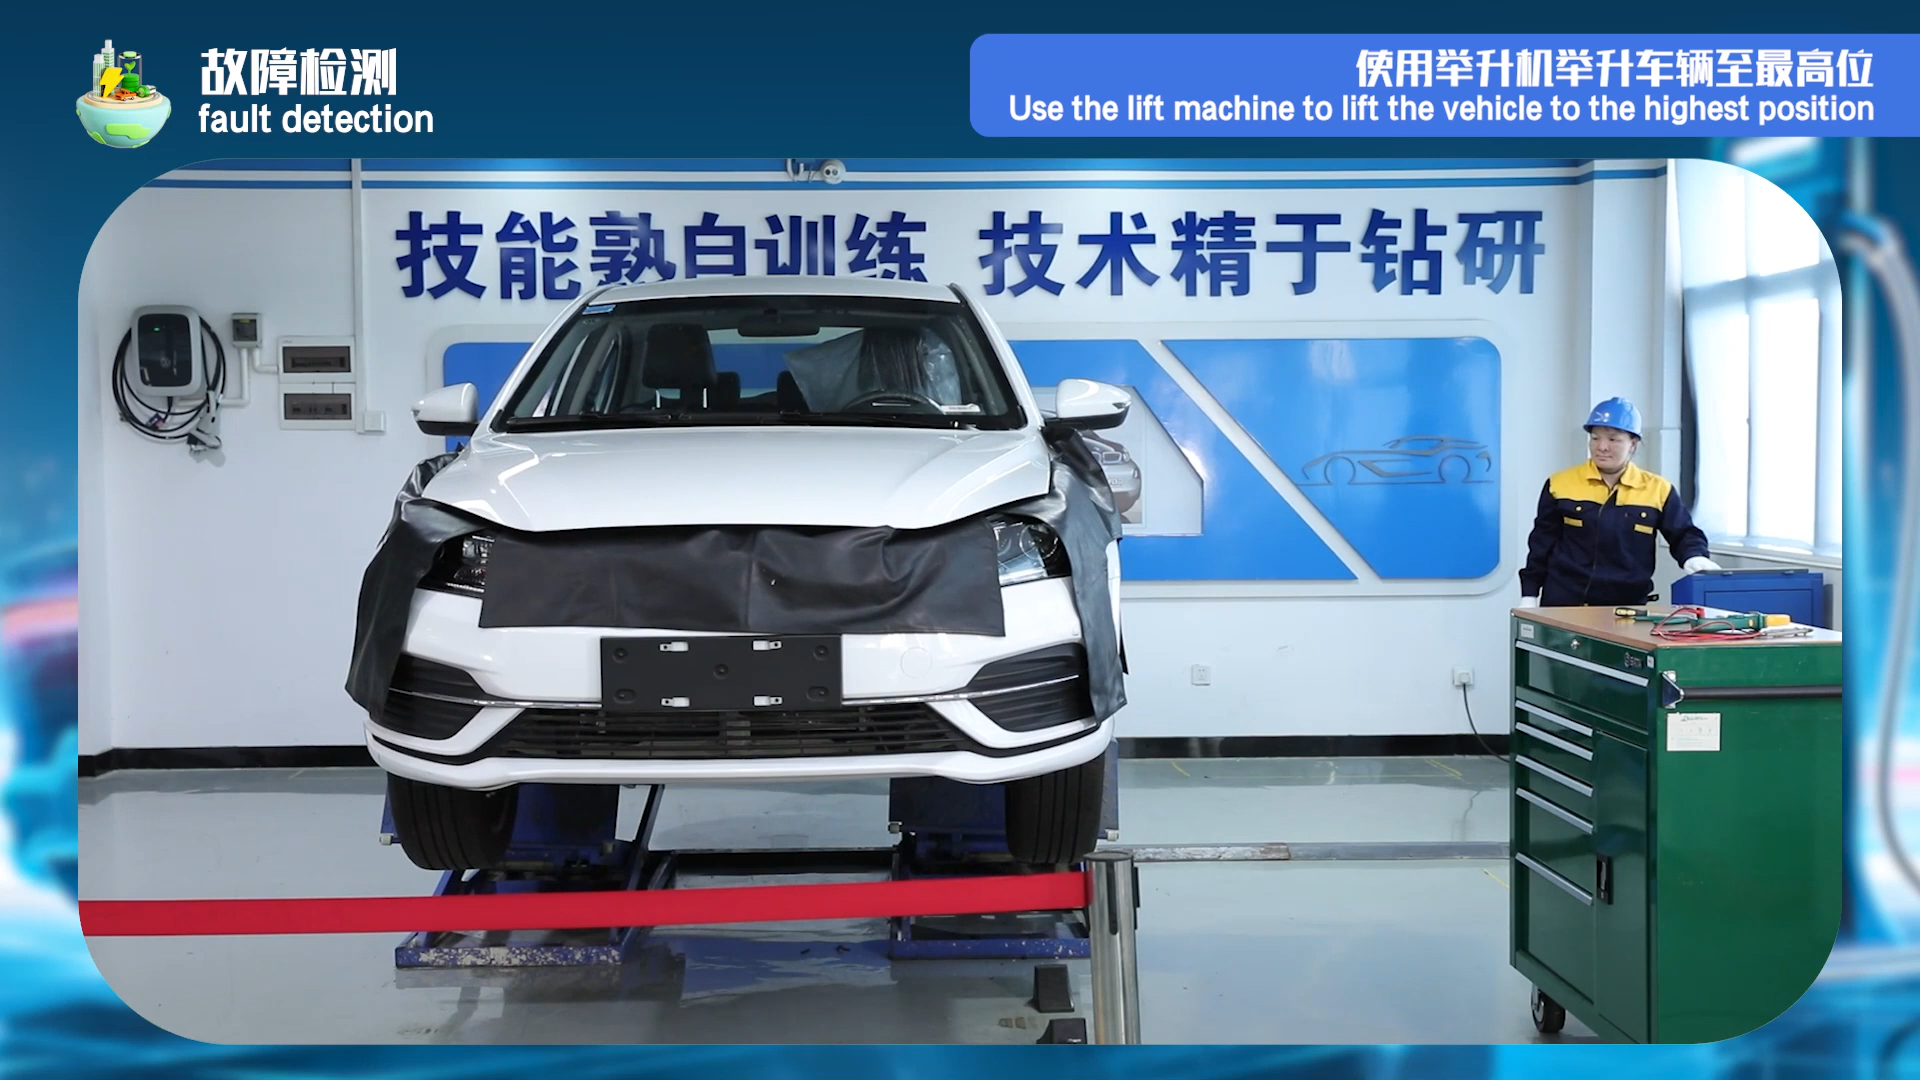 故障检测
fault detection
使用举升机举升车辆至最高位
Use the lift machine to lift the vehicle to the highest position
技能熟自训练 技术精于钻研